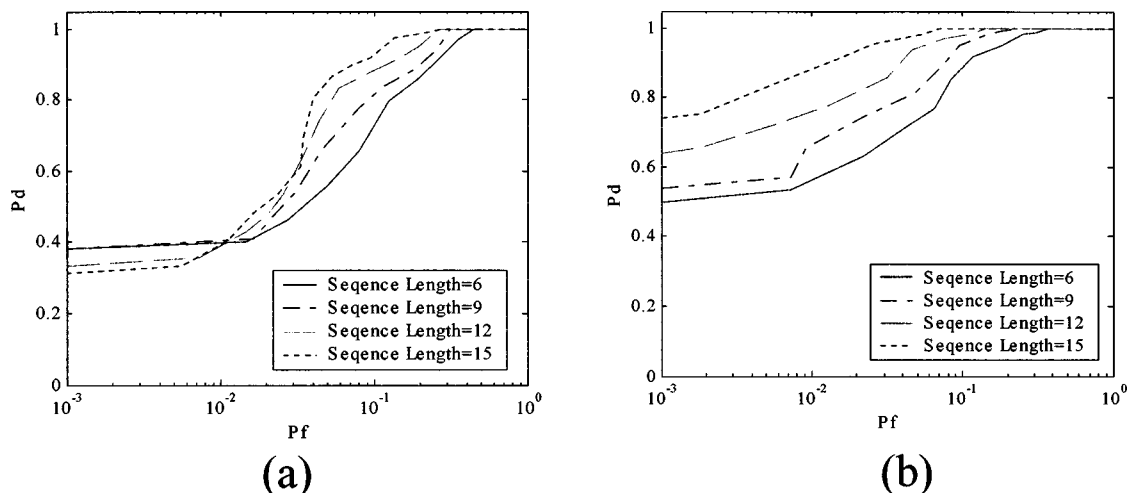 1
0.8
0.6
0.4
0.2
0
Pd
10^-3
10^-2
10^-1
10^0
Pf
Seqence Length=6
Seqence Length=9
Seqence Length=12
Seqence Length=15
(a)
1
0.8
0.6
0.4
0.2
0
Pd
10^-3
10^-2
10^-1
10^0
Pf
Seqence Length=6
Seqence Length=9
Seqence Length=12
Seqence Length=15
(b)